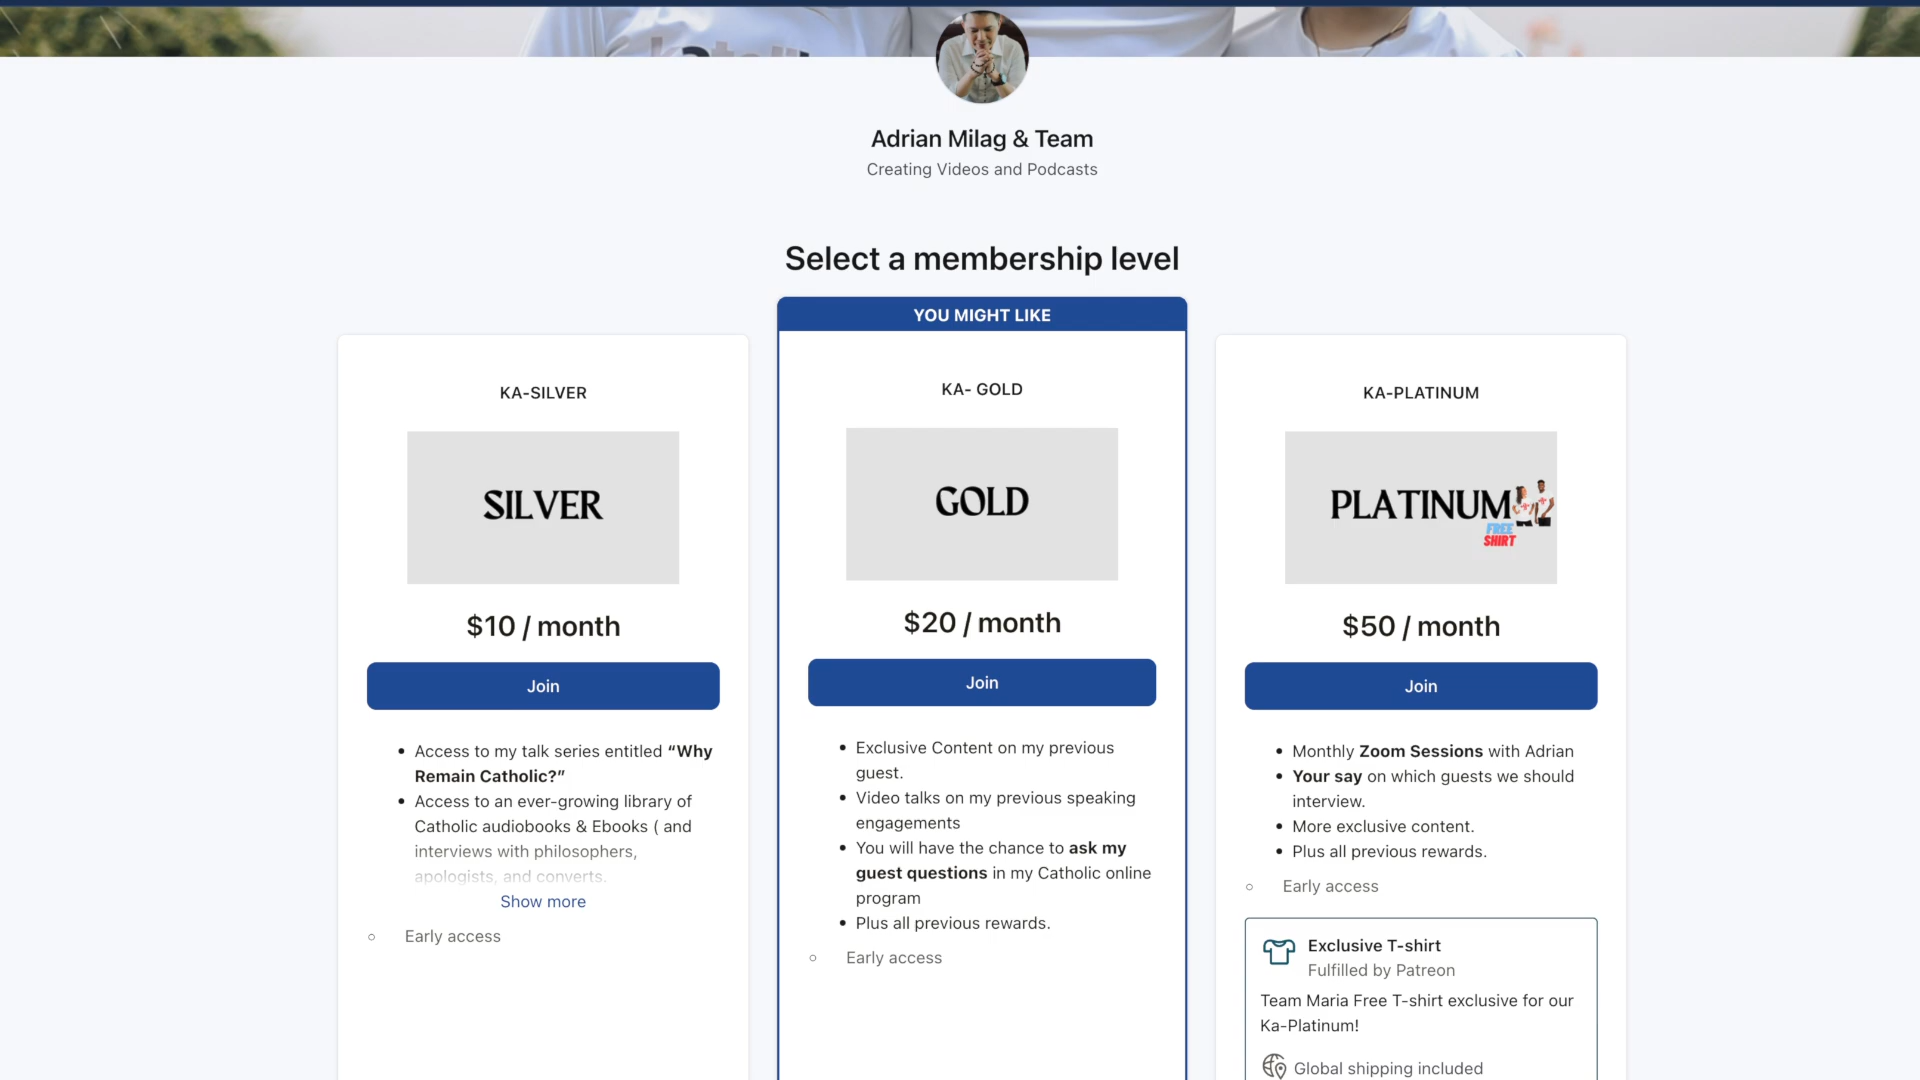 Adrian Milag & Team
Creating Videos and Podcasts
Select a membership level
YOU MIGHT LIKE
KA-SILVER
SILVER
$10 / month
Join
• Access to my talk series entitled “Why
Remain Catholic?”
• Access to an ever-growing library of
Catholic audiobooks & Ebooks ( and
interviews with philosophers,
apologists, and converts.
Show more
Early access
KA- GOLD
GOLD
$20 / month
Join
• Exclusive Content on my previous
guest.
• Video talks on my previous speaking
engagements
• You will have the chance to ask my
guest questions in my Catholic online
program
• Plus all previous rewards.
Early access
KA-PLATINUM
PLATINUM
FREE
SHIRT
$50 / month
Join
• Monthly Zoom Sessions with Adrian
• Your say on which guests we should
interview.
• More exclusive content.
• Plus all previous rewards.
Early access
Exclusive T-shirt
Fulfilled by Patreon
Team Maria Free T-shirt exclusive for our
Ka-Platinum!
Global shipping included